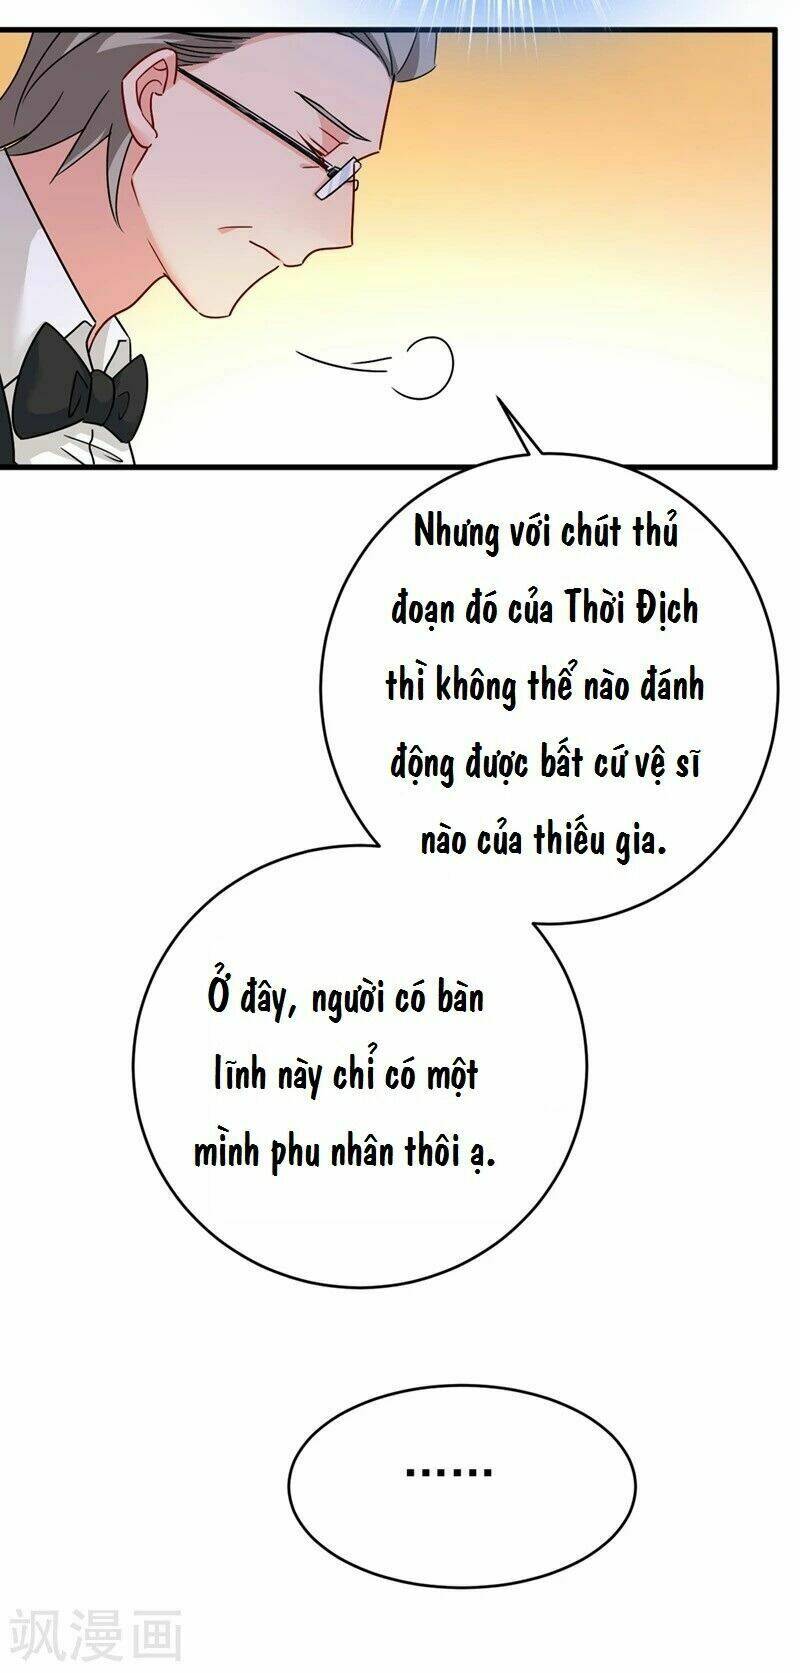 Nhưng với chút thủ
đoạn đó của Thời Địch
thì không thể nào đánh
động được bất cứ vệ sĩ
nào của thiếu gia.
Ở đây, người có bàn
lĩnh này chỉ có một
mình phu nhân thôi ạ.
......
飒漫画